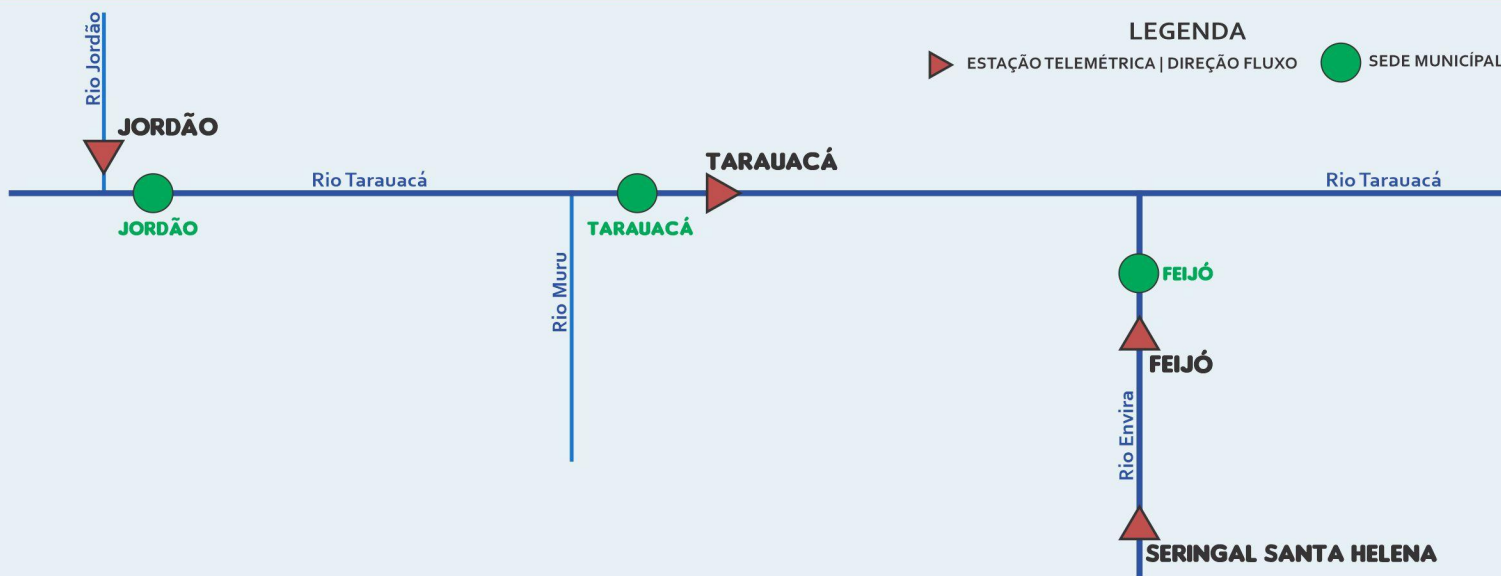 LEGENDA
ESTAÇÃO TELEMÉTRICA | DIREÇÃO FLUXO
SEDE MUNICÍPAL
Rio Jordão
JORDÃO
JORDÃO
Rio Tarauacá
TARAUACÁ
TARAUACÁ
Rio Tarauacá
Rio Muru
FEIJÓ
FEIJÓ
Rio Envira
SERINGAL SANTA HELENA